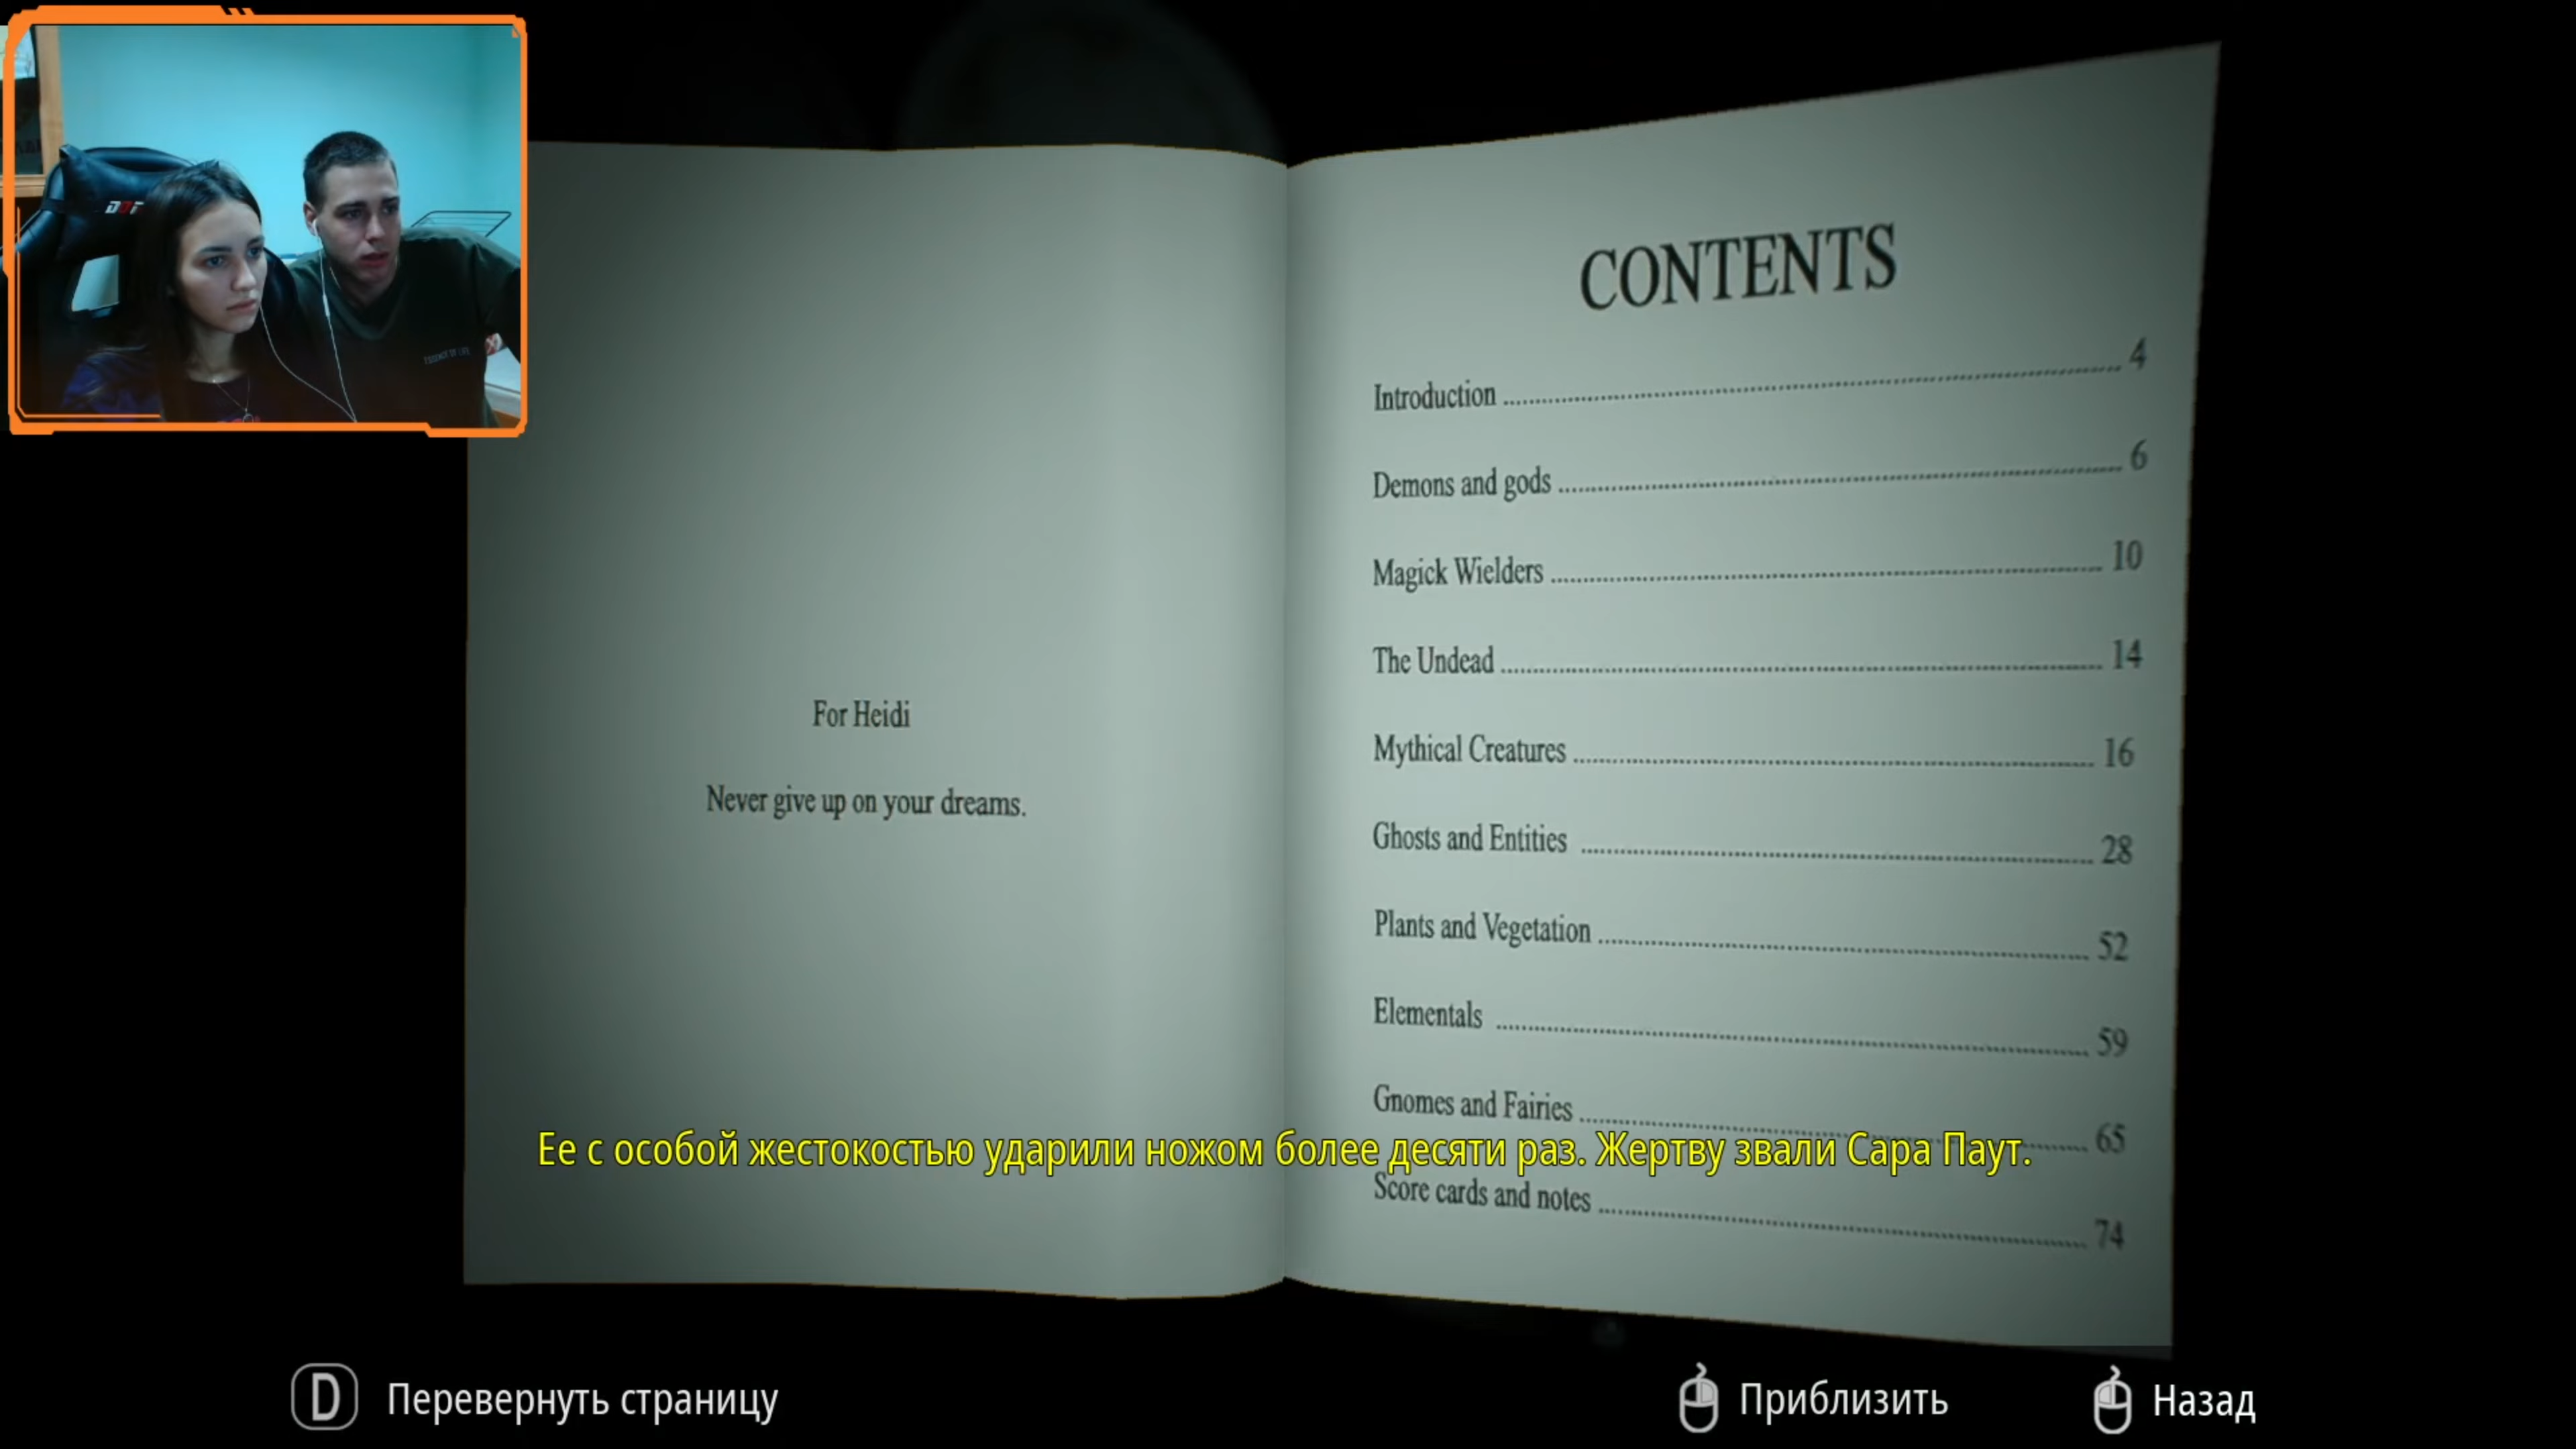 For Heidi
Never give up on your dreams.
CONTENTS
Introduction ........ 4
Demons and gods ........ 6
Magick Wielders ........ 10
The Undead ........ 14
Mythical Creatures ........ 16
Ghosts and Entities ........ 28
Plants and Vegetation ........ 52
Elementals ........ 59
Gnomes and Fairies ........ 65
Score cards and notes ........ 74
Ее с особой жестокостью ударили ножом более десяти раз. Жертву звали Сара Паут.
D Перевернуть страницу
Приблизить
Назад